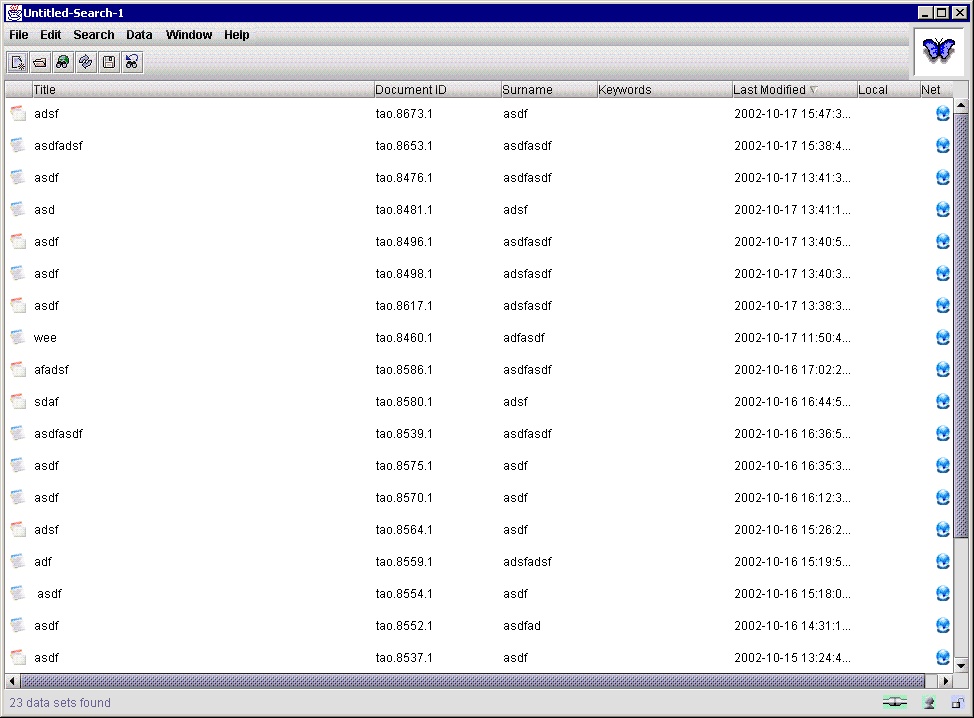 Untitled-Search-1
File Edit Search Data Window Help
Title Document ID Surname Keywords Last Modified Local Net
adsf tao.8673.1 asdf 2002-10-17 15:47:3...
asdfadsf tao.8653.1 asdfasdf 2002-10-17 15:38:4...
asdf tao.8476.1 asdfasdf 2002-10-17 13:41:3...
asd tao.8481.1 adsf 2002-10-17 13:41:1...
asdf tao.8496.1 asdfasdf 2002-10-17 13:40:5...
asdf tao.8498.1 adsfasdf 2002-10-17 13:40:3...
asdf tao.8617.1 adsfasdf 2002-10-17 13:38:3...
wee tao.8460.1 adfasdf 2002-10-17 11:50:4...
afadsf tao.8586.1 asdfasdf 2002-10-16 17:02:2...
sdaf tao.8580.1 adsf 2002-10-16 16:44:5...
asdfasdf tao.8539.1 asdfasdf 2002-10-16 16:36:5...
asdf tao.8575.1 asdf 2002-10-16 16:35:3...
asdf tao.8570.1 asdf 2002-10-16 16:12:3...
adsf tao.8564.1 asdf 2002-10-16 15:26:2...
adf tao.8559.1 adsfadsf 2002-10-16 15:19:5...
asdf tao.8554.1 asdf 2002-10-16 15:18:0...
asdf tao.8552.1 asdfad 2002-10-16 14:31:1...
asdf tao.8537.1 asdf 2002-10-15 13:24:4...
23 data sets found